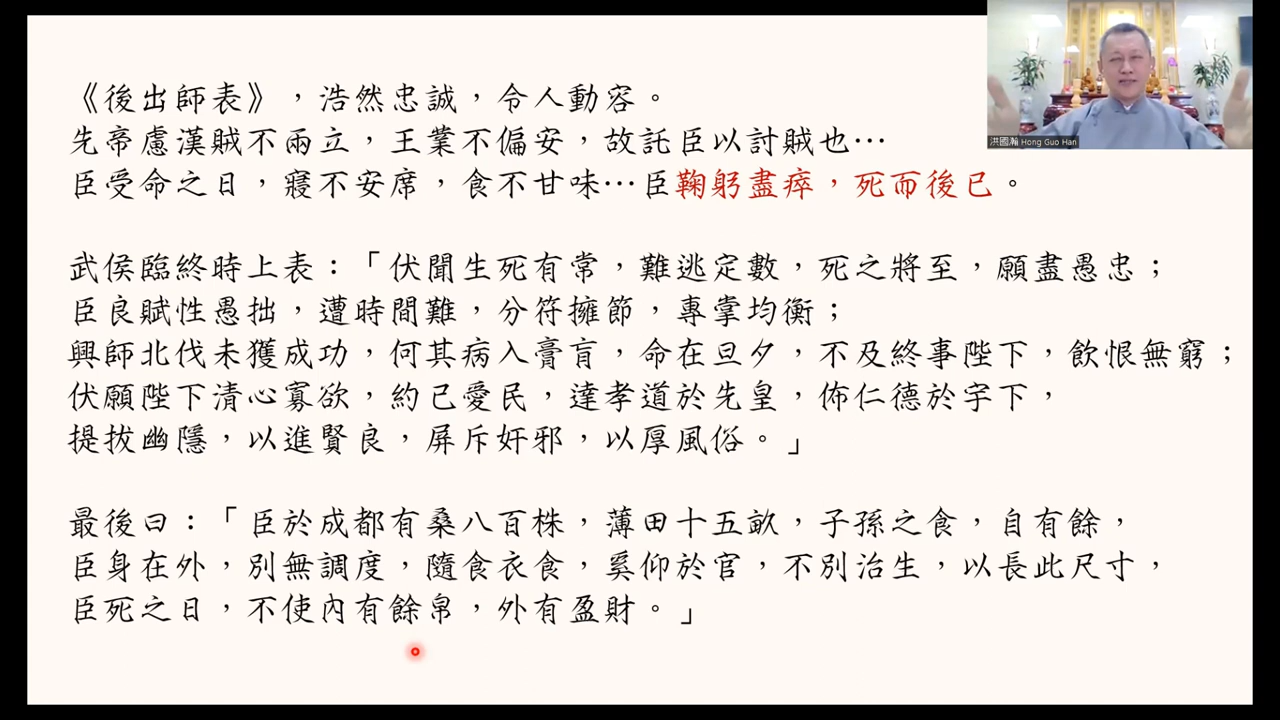 《後出師表》，浩然忠誠，令人動容。
先帝慮漢賊不兩立，王業不偏安，故託臣以討賊也…
臣受命之日，寢不安席，食不甘味…臣鞠躬盡瘁，死而後已。
武侯臨終時上表：「伏聞生死有常，難逃定數，死之將至，願盡愚忠；
臣良賦性愚拙，遭時間難，分符擁節，專掌均衡；
興師北伐未獲成功，何其病入膏肓，命在旦夕，不及終事陛下，飲恨無窮；
伏願陛下清心寡欲，約己愛民，達孝道於先皇，佈仁德於宇下，
提拔幽隱，以進賢良，屏斥奸邪，以厚風俗。」
最後曰：「臣於成都有桑八百株，薄田十五畝，子孫之食，自有餘，
臣身在外，別無調度，隨食衣食，奚仰於官，不別治生，以長此尺寸，
臣死之日，不使內有餘帛，外有盈財。」
洪國瀚 Hong Guo Han